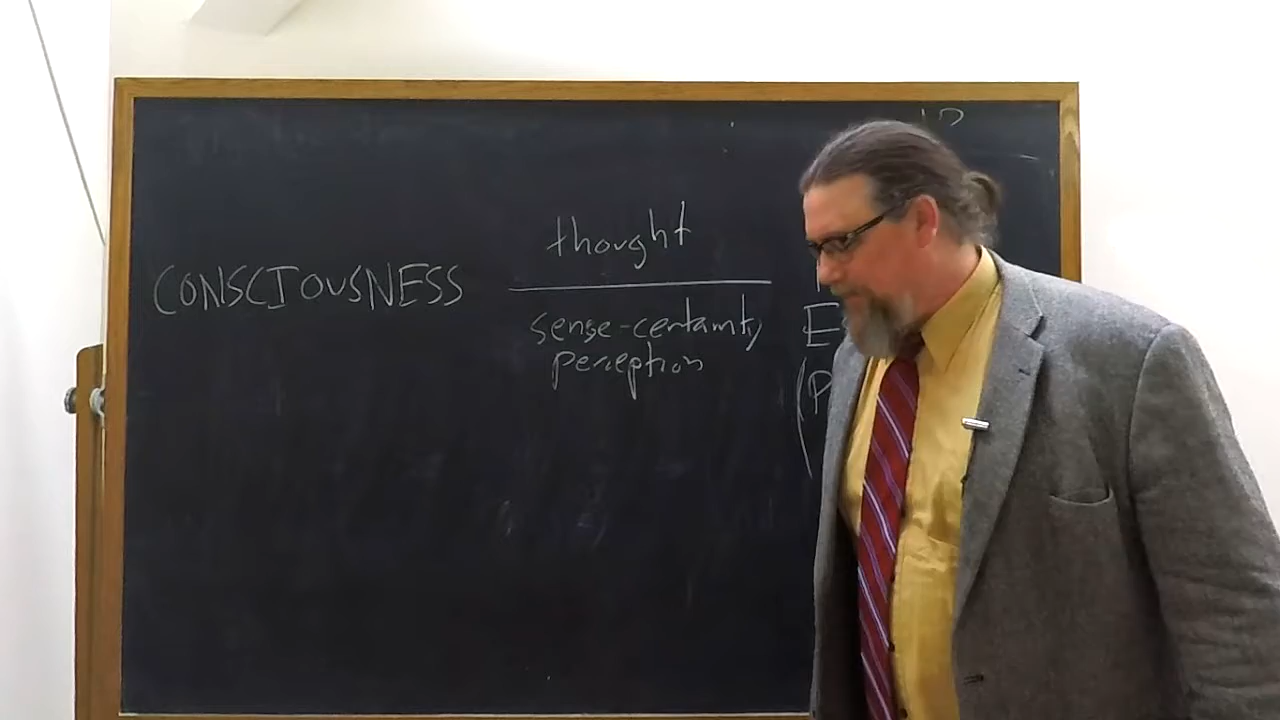 thought
CONSCIOUSNESS
sense-certainty
perception
E
(P